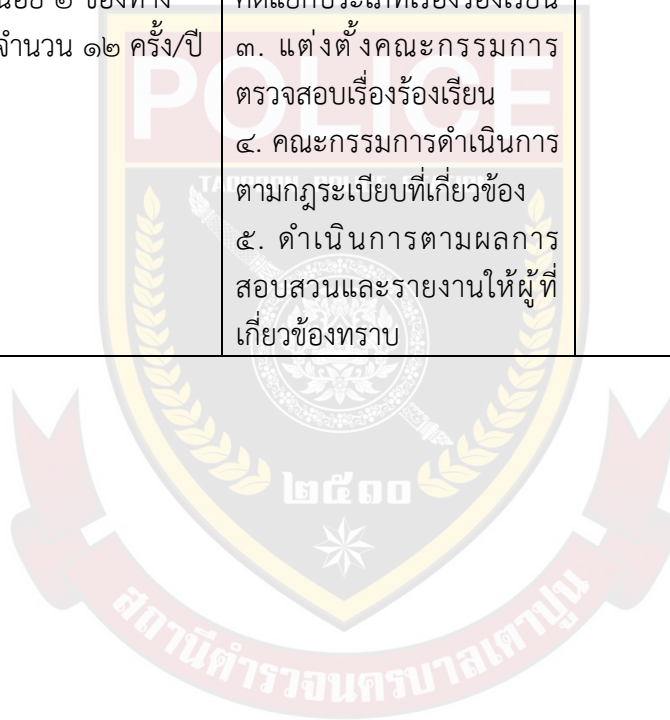 จำนวน ๑๒ ครั้ง/ปี
๓. แต่งตั้งคณะกรรมการ
ตรวจสอบเรื่องร้องเรียน
๔. คณะกรรมการดำเนินการ
ตามกฎระเบียบที่เกี่ยวข้อง
๕. ดำเนินการตามผลการ
สอบสวนและรายงานให้ผู้ที่
เกี่ยวข้องทราบ
POLICE
๒๕๑๐
สถานีตำรวจนครบาลเตาปูน